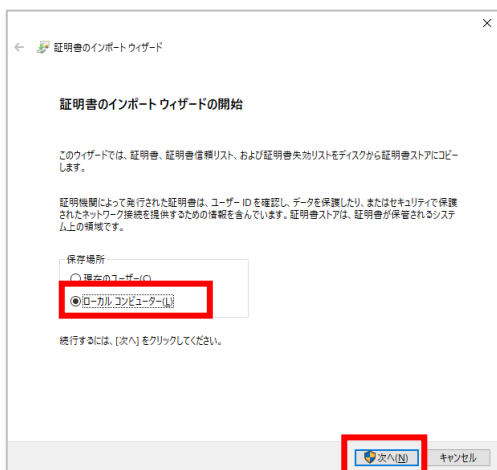 証明書のインポート ウィザード
証明書のインポート ウィザードの開始
このウィザードでは、証明書、証明書信頼リスト、および証明書失効リストをディスクから証明書ストアにコピー
します。
証明機関によって発行された証明書は、ユーザー ID を確認し、データを保護したり、またはセキュリティで保護
されたネットワーク接続を提供するための情報を含んでいます。証明書ストアは、証明書が保管されるシステ
ム上の領域です。
保存場所
現在のユーザー(C)
ローカル コンピューター(L)
続行するには、[次へ] をクリックしてください。
次へ(N)
キャンセル